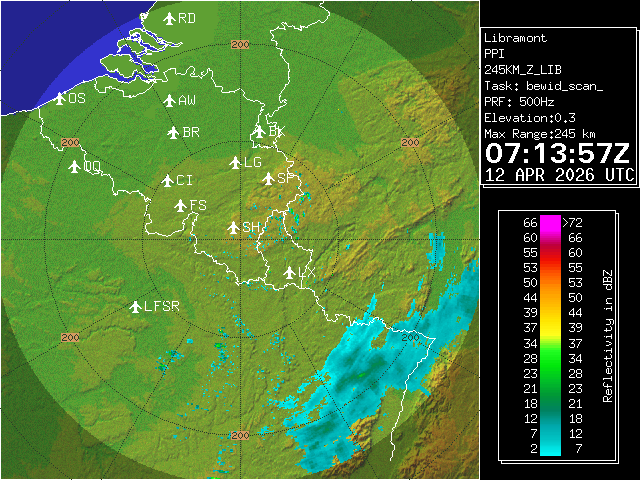 RD
200
OS
AW
BR
BK
200
200
QQ
LG
CI
SP
FS
SH
LX
LFSR
200
200
200
Libramont
PPI
245KM_Z_LIB
Task: bewid_scan_
PRF: 500Hz
Elevation:0.3
Max Range:245 km
07:13:57Z
12 APR 2026 UTC
66 >72
60 66
55 60
53 55
50 53
44 50
39 44
37 39
34 37
28 34
23 28
21 23
18 21
12 18
7 12
2 7
Reflectivity in dBZ